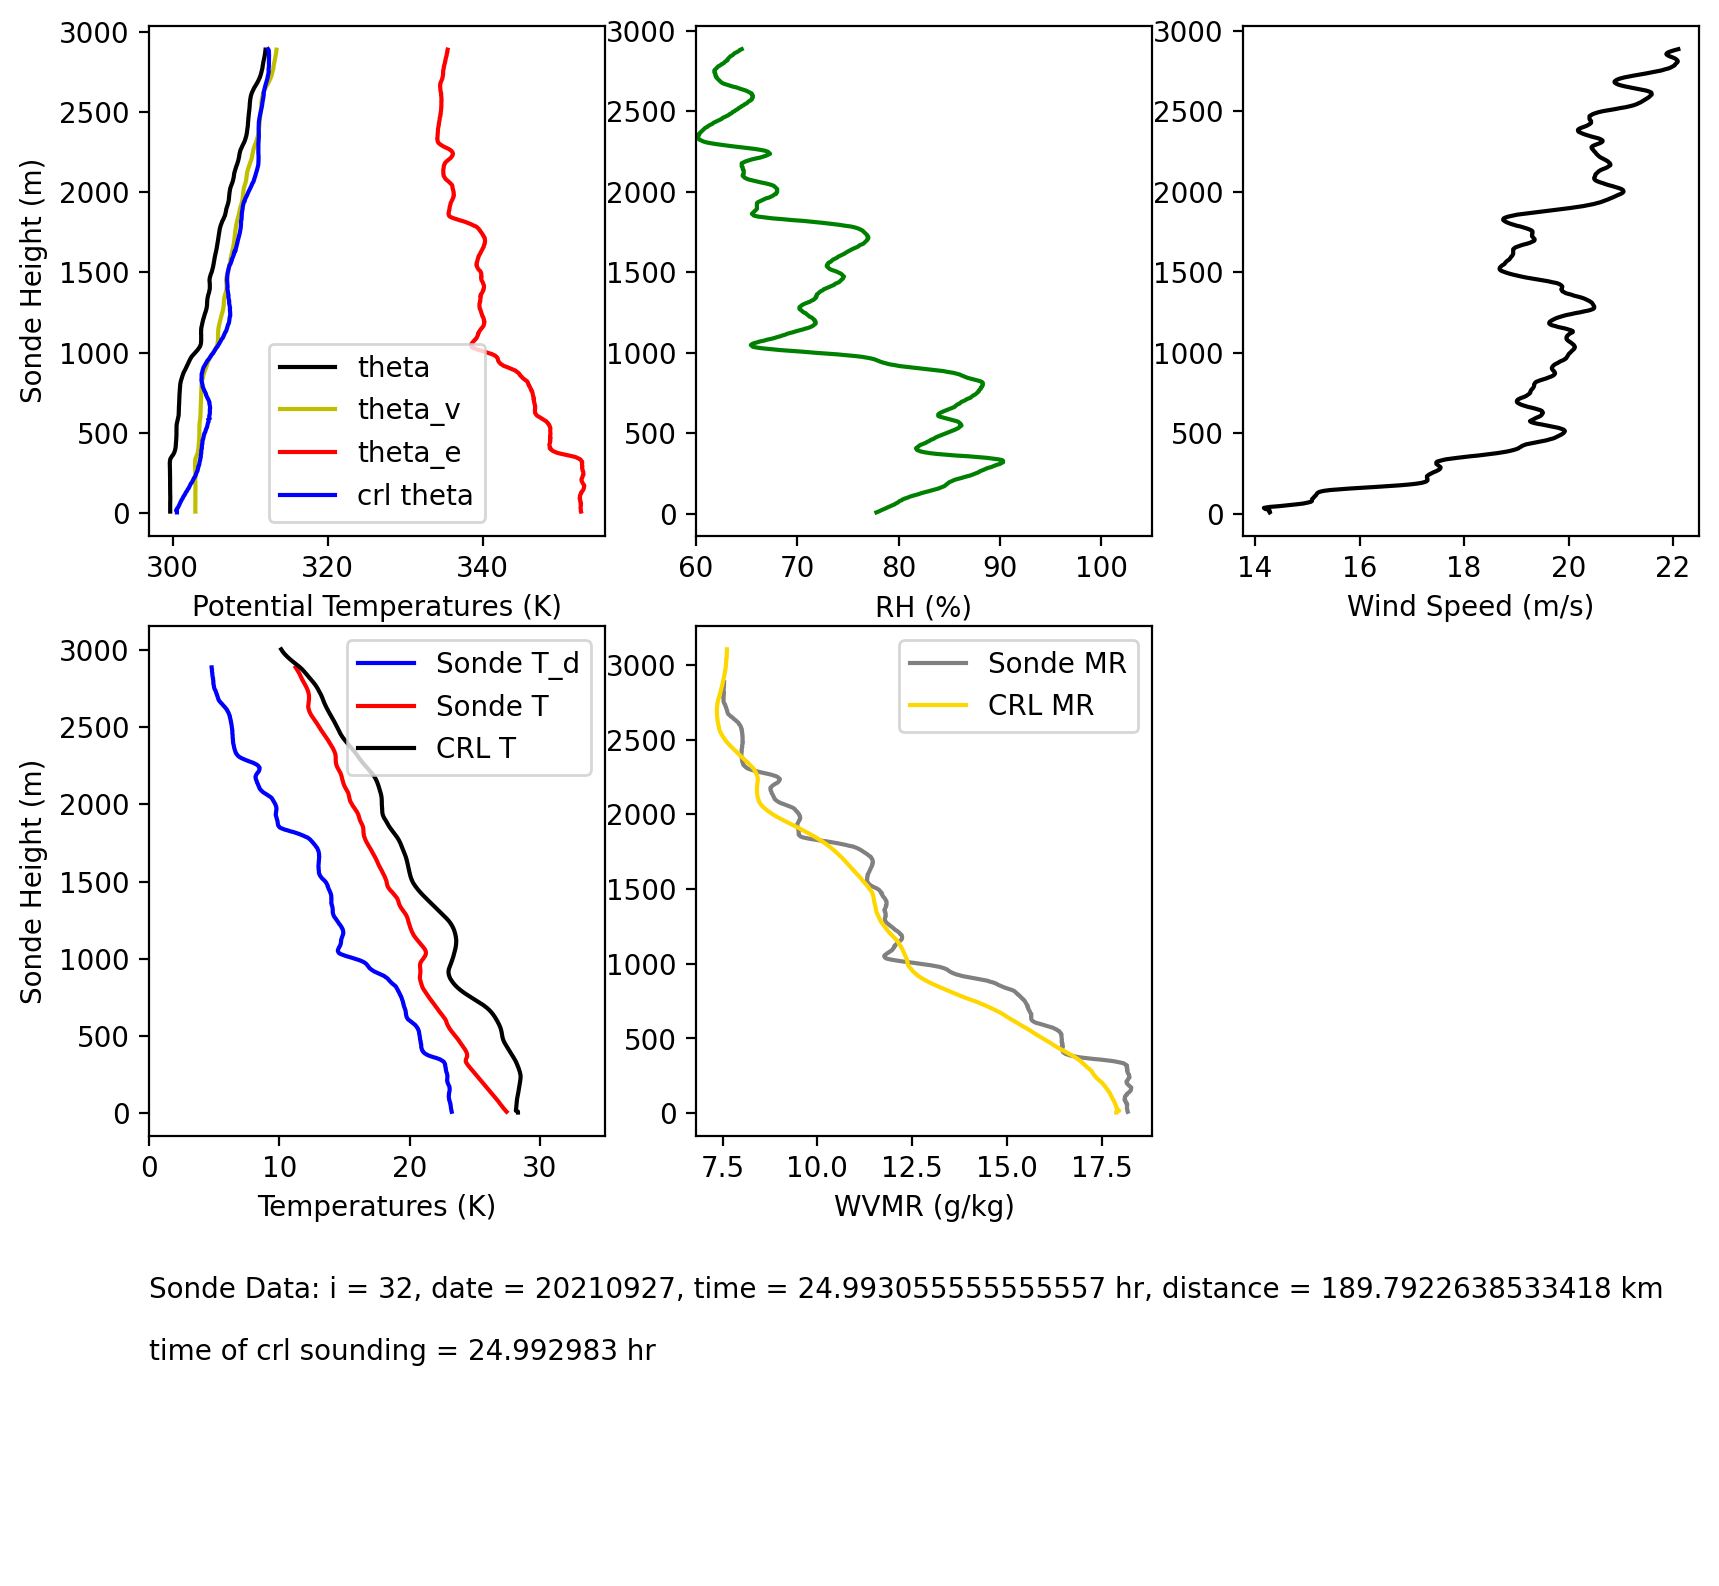 3000
2500
2000
1500
1000
500
0
Sonde Height (m)
theta
theta_v
theta_e
crl theta
300 320 340
Potential Temperatures (K)
3000
2500
2000
1500
1000
500
0
60 70 80 90 100
RH (%)
3000
2500
2000
1500
1000
500
0
14 16 18 20 22
Wind Speed (m/s)
3000
2500
2000
1500
1000
500
0
Sonde Height (m)
Sonde T_d
Sonde T
CRL T
0 10 20 30
Temperatures (K)
3000
2500
2000
1500
1000
500
0
Sonde MR
CRL MR
7.5 10.0 12.5 15.0 17.5
WVMR (g/kg)
Sonde Data: i = 32, date = 20210927, time = 24.993055555555557 hr, distance = 189.7922638533418 km
time of crl sounding = 24.992983 hr